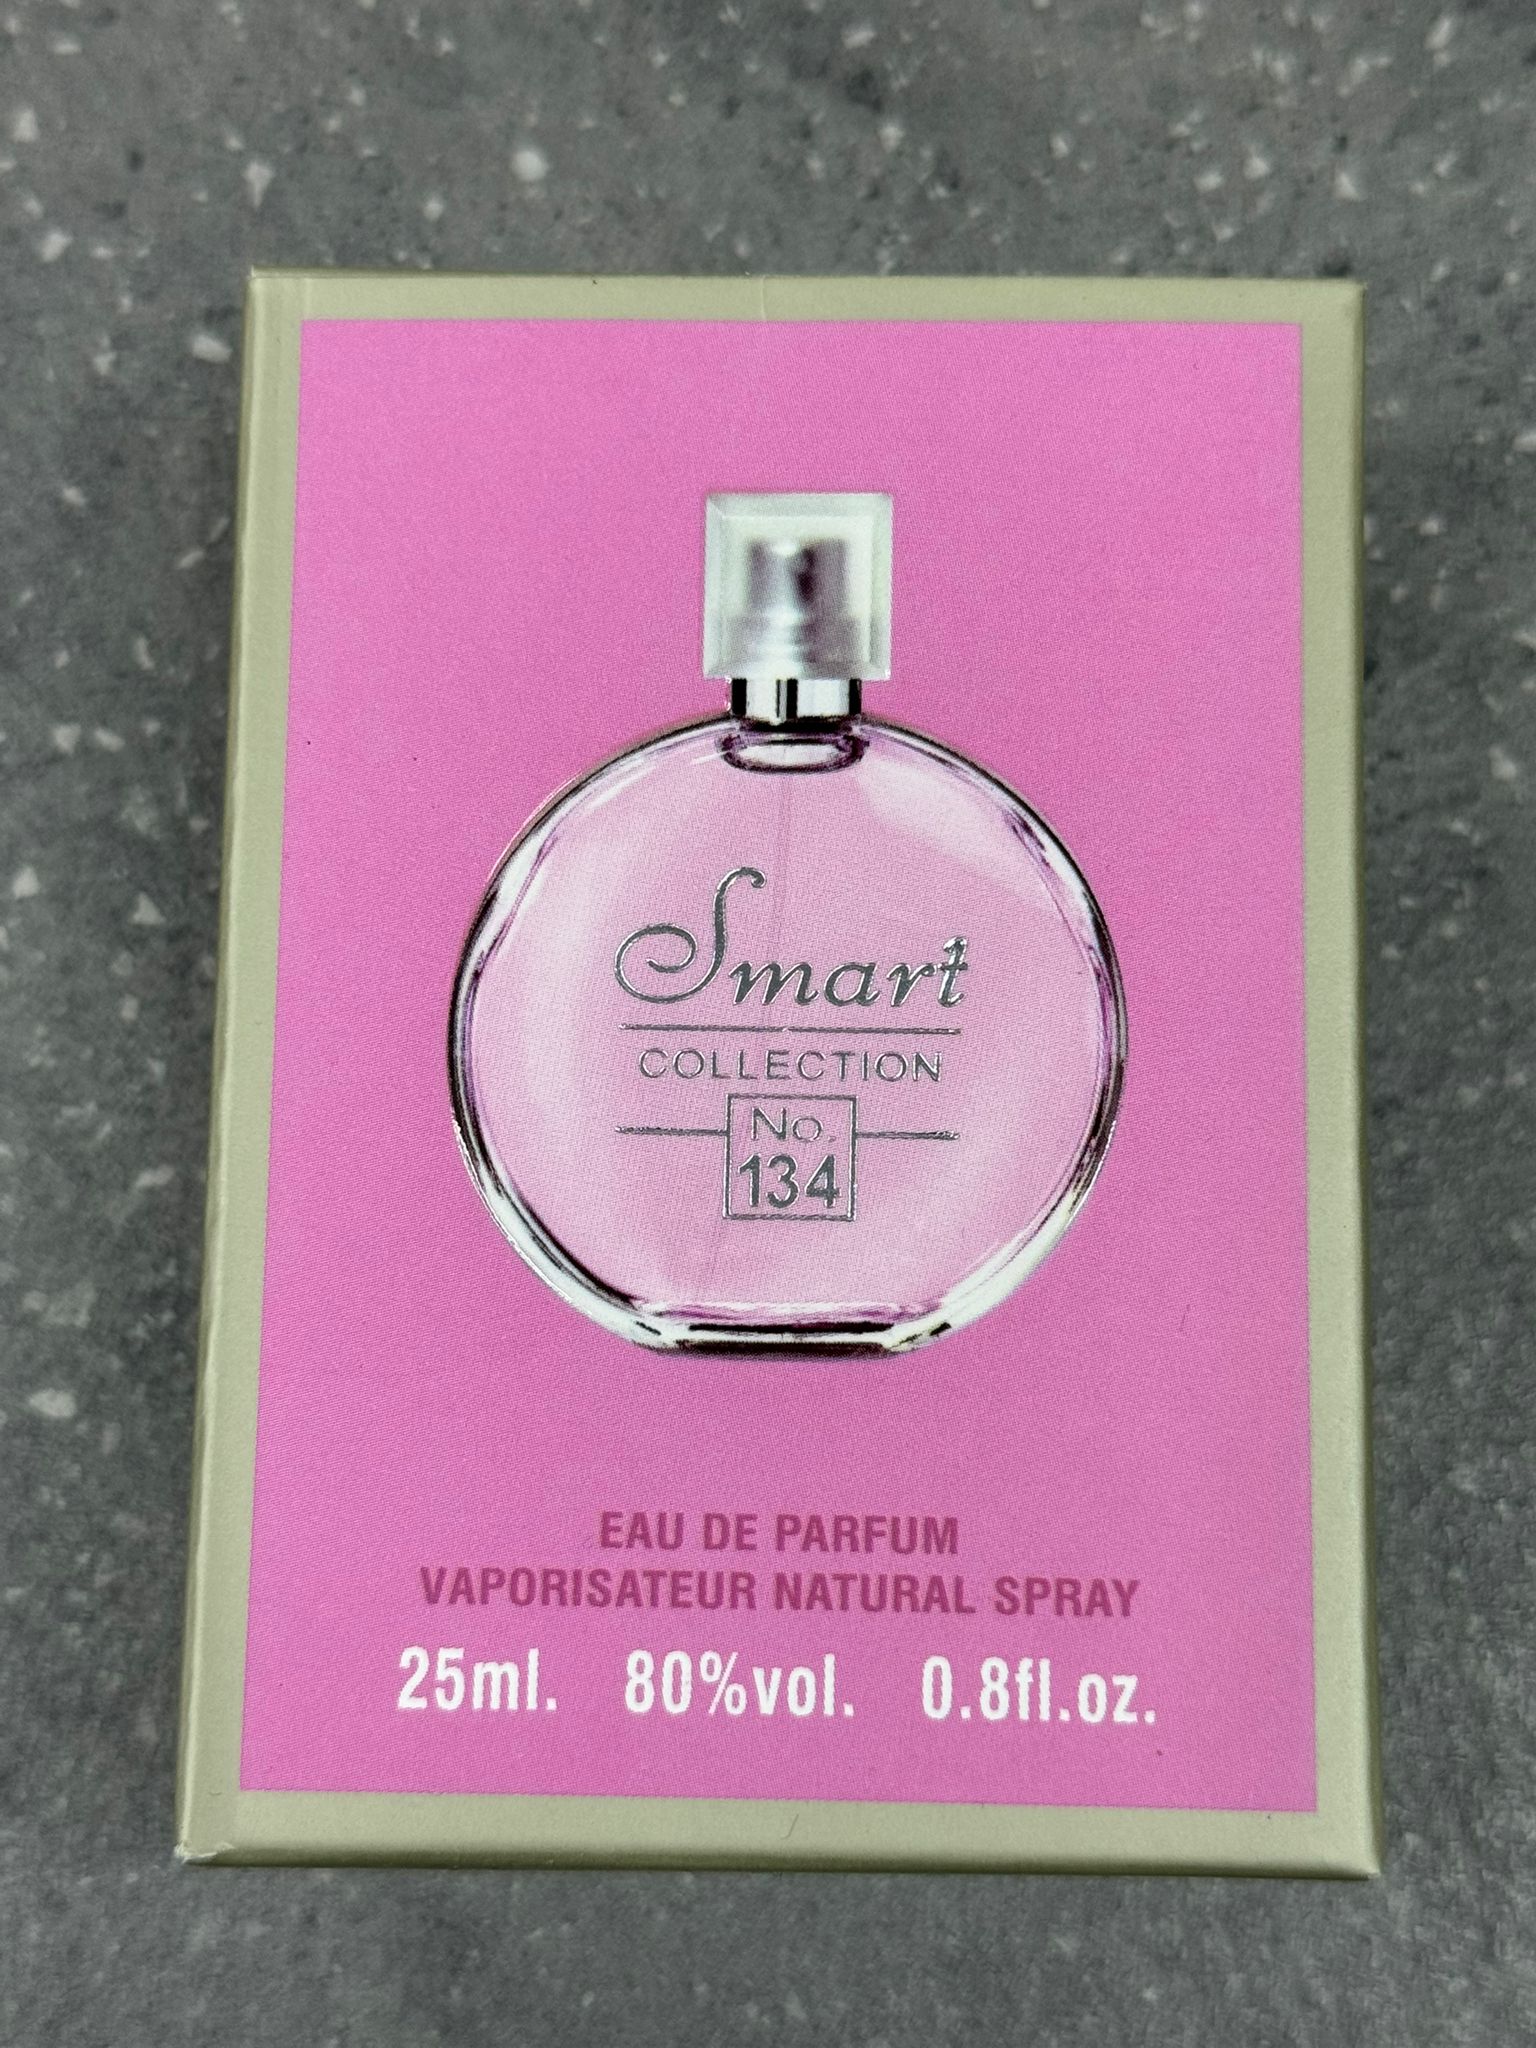 Smart
COLLECTION
No.
134
EAU DE PARFUM
VAPORISATEUR NATURAL SPRAY
25ml. 80%vol. 0.8fl.oz.